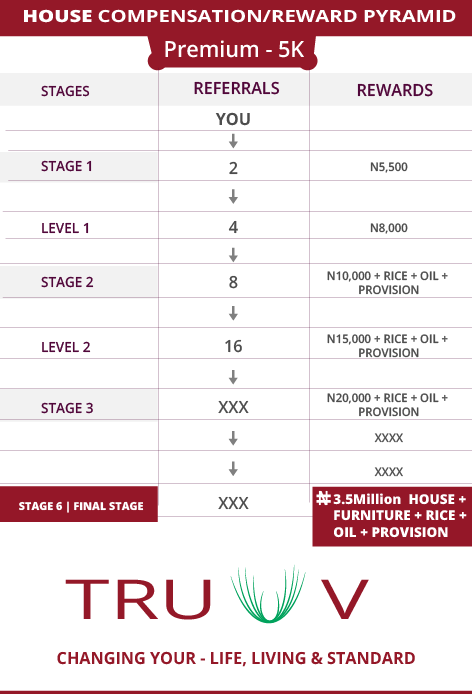 HOUSE COMPENSATION/REWARD PYRAMID
Premium - 5K
STAGES REFERRALS REWARDS
YOU
STAGE 1 2 N5,500
LEVEL 1 4 N8,000
STAGE 2 8 N10,000 + RICE + OIL +
PROVISION
LEVEL 2 16 N15,000 + RICE + OIL +
PROVISION
STAGE 3 XXX N20,000 + RICE + OIL +
PROVISION
XXXX
XXXX
STAGE 6 | FINAL STAGE XXX ₦3.5Million HOUSE +
FURNITURE + RICE +
OIL + PROVISION
TRU V
CHANGING YOUR - LIFE, LIVING & STANDARD